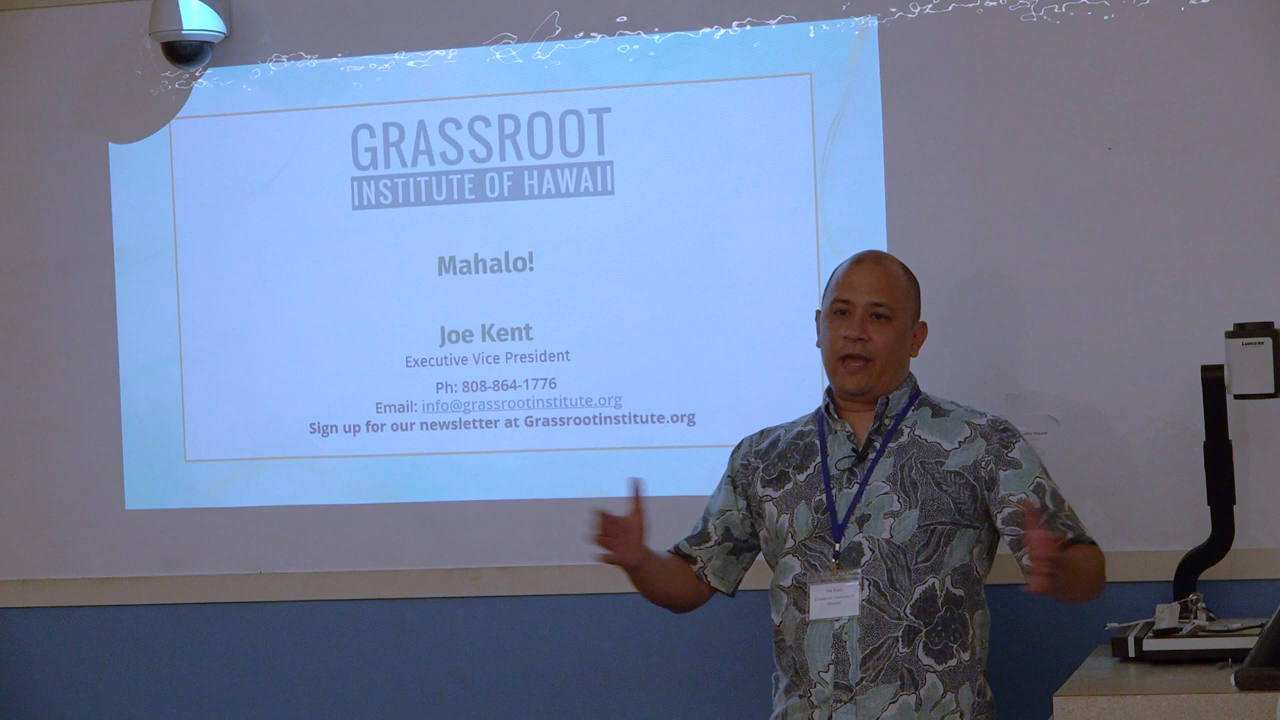 GRASSROOT
INSTITUTE OF HAWAII
Mahalo!
Joe Kent
Executive Vice President
Ph: 808-864-1776
Email: info@grassrootinstitute.org
Sign up for our newsletter at Grassrootinstitute.org